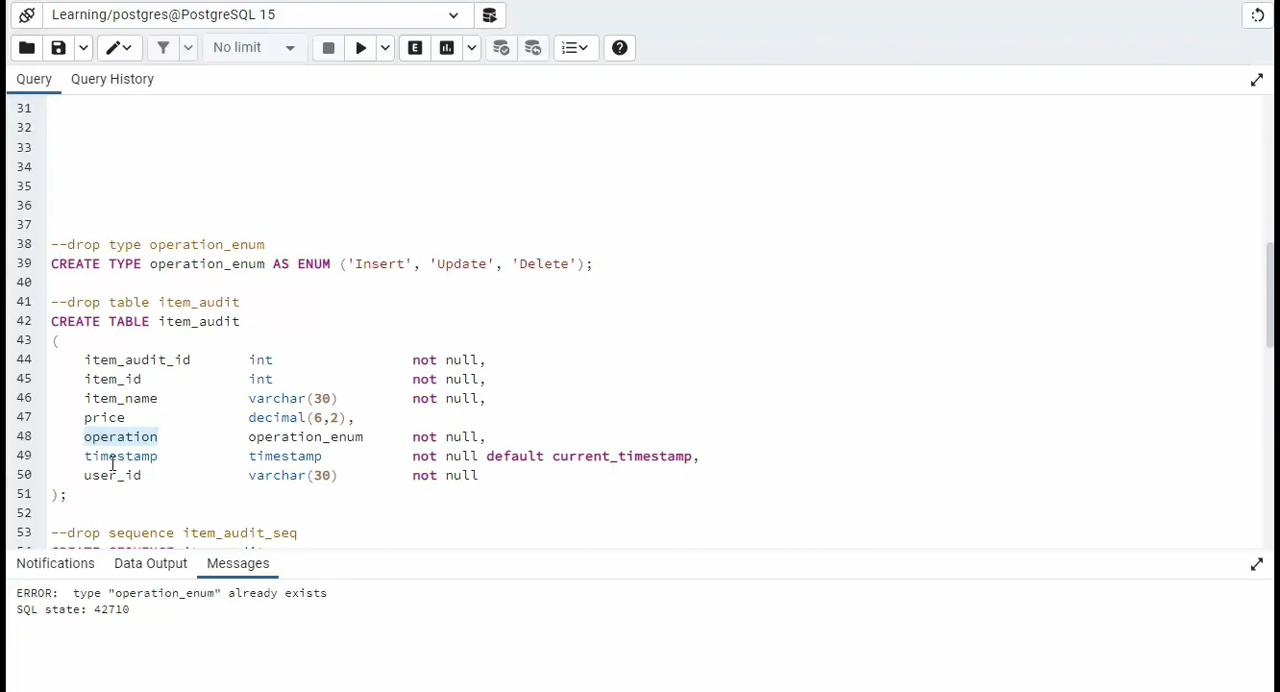 Learning/postgres@PostgreSQL 15
No limit
E
Query Query History
31
32
33
34
35
36
37
38 --drop type operation_enum
39 CREATE TYPE operation_enum AS ENUM ('Insert', 'Update', 'Delete');
40
41 --drop table item_audit
42 CREATE TABLE item_audit
43 (
44 item_audit_id int not null,
45 item_id int not null,
46 item_name varchar(30) not null,
47 price decimal(6,2),
48 operation operation_enum not null,
49 timestamp timestamp not null default current_timestamp,
50 user_id varchar(30) not null
51 );
52
53 --drop sequence item_audit_seq
Notifications Data Output Messages
ERROR: type "operation_enum" already exists
SQL state: 42710